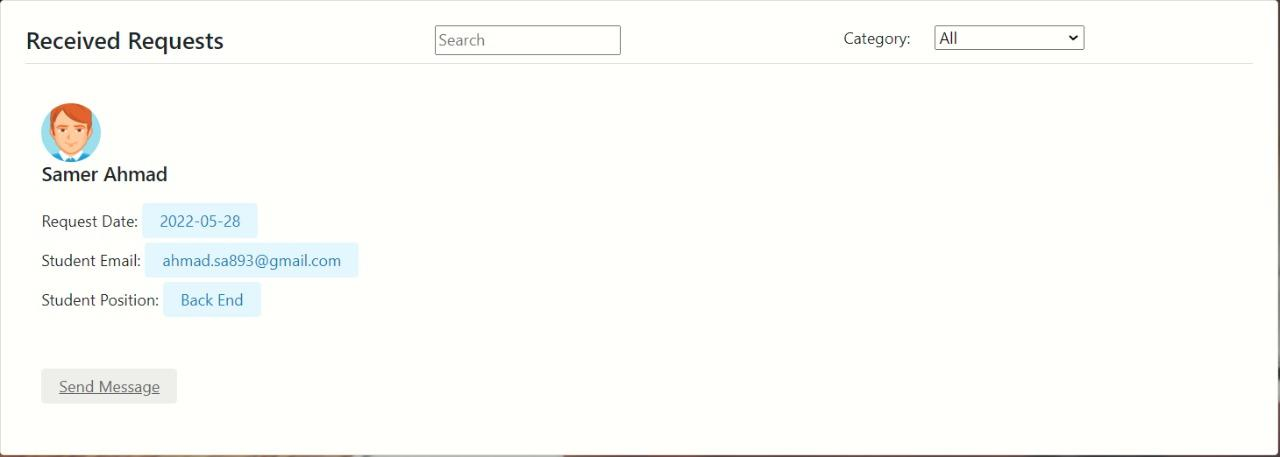 Received Requests Search Category: All
Samer Ahmad
Request Date: 2022-05-28
Student Email: ahmad.sa893@gmail.com
Student Position: Back End
Send Message